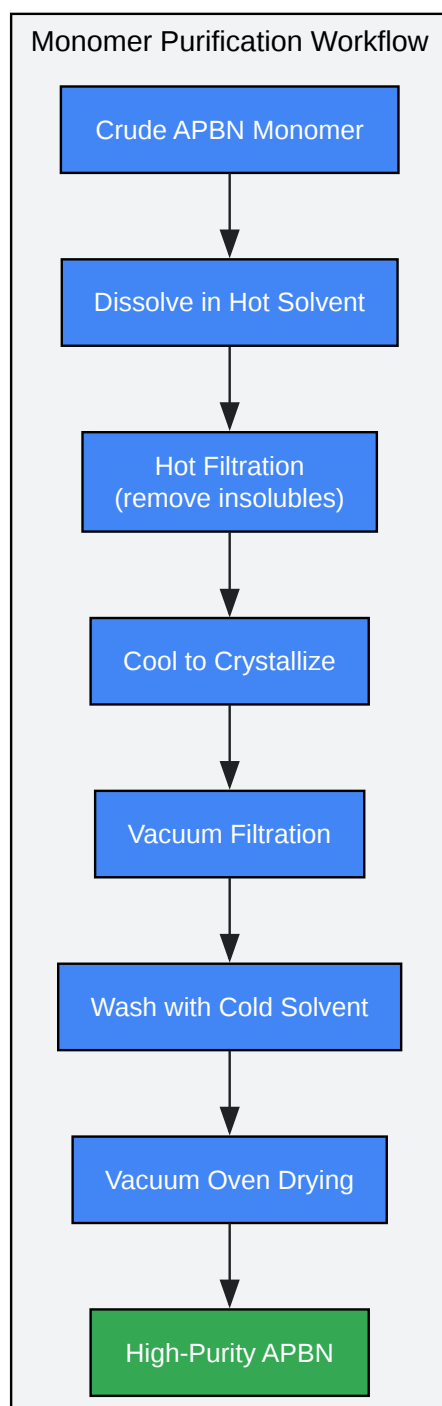 Monomer Purification Workflow
Crude APBN Monomer
Dissolve in Hot Solvent
Hot Filtration
(remove insolubles)
Cool to Crystallize
Vacuum Filtration
Wash with Cold Solvent
Vacuum Oven Drying
High-Purity APBN